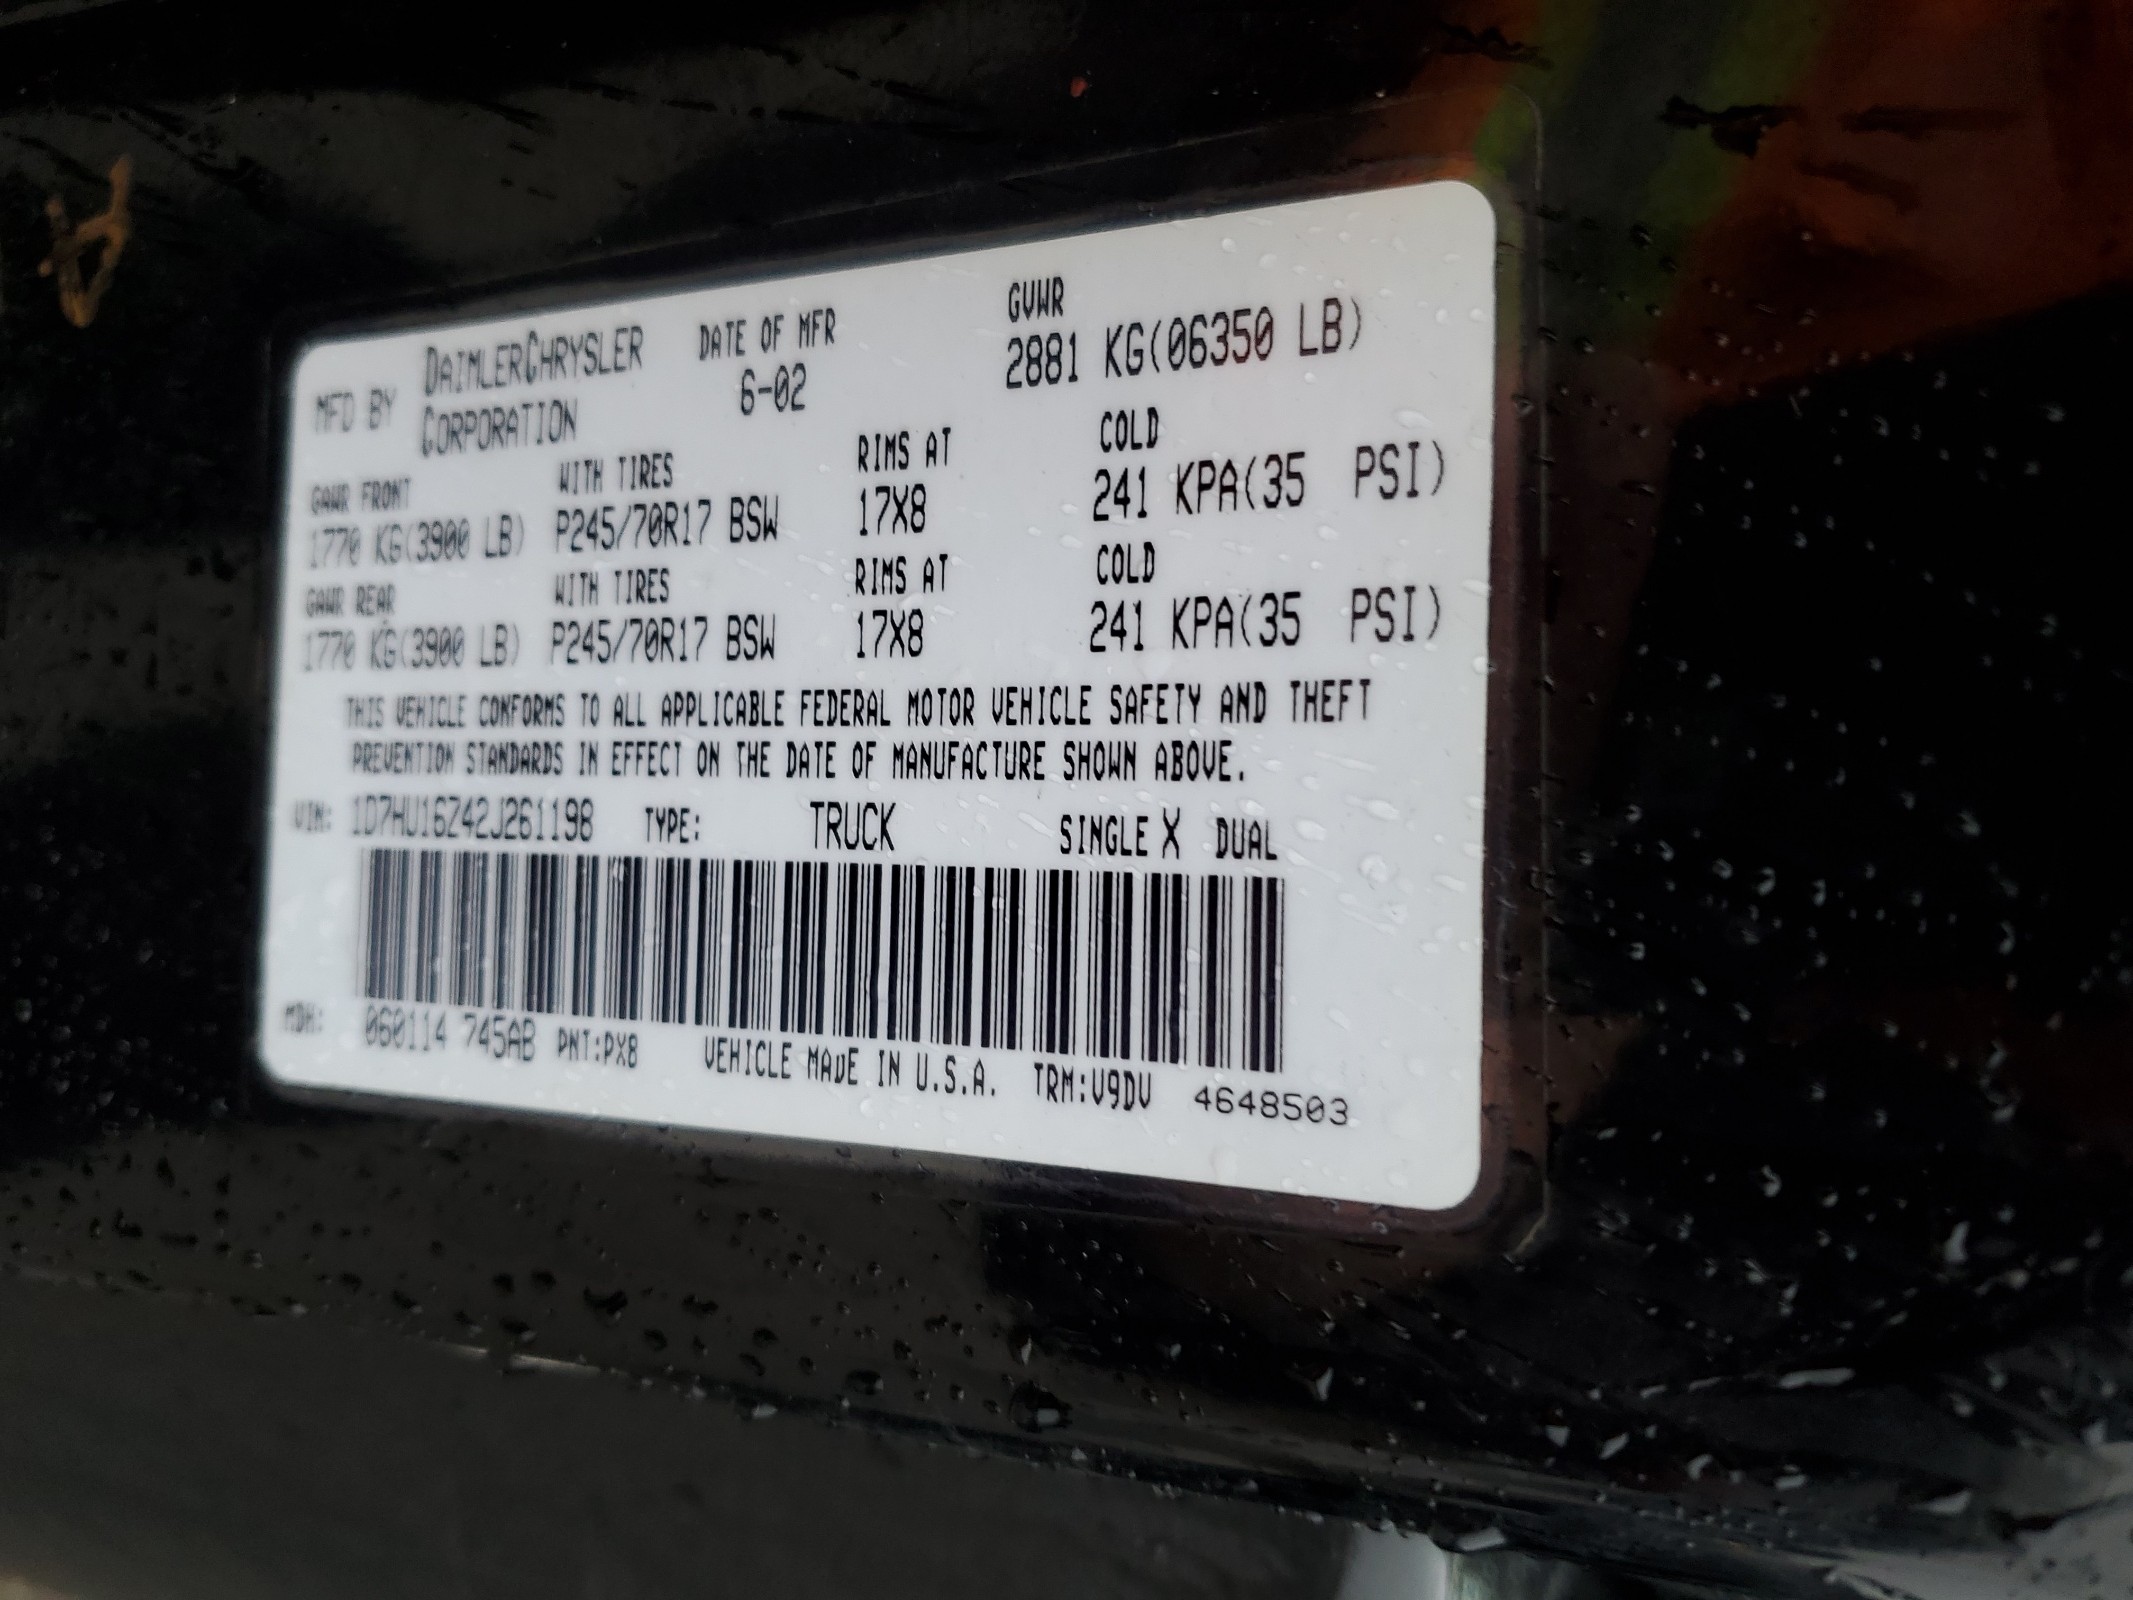 MFD BY DAIMLERCHRYSLER CORPORATION DATE OF MFR 6-02 GVWR 2881 KG(06350 LB)
GAWR FRONT WITH TIRES RIMS AT COLD
1770 KG(3900 LB) P245/70R17 BSW 17X8 241 KPA(35 PSI)
GAWR REAR WITH TIRES RIMS AT COLD
1770 KG(3900 LB) P245/70R17 BSW 17X8 241 KPA(35 PSI)
THIS VEHICLE CONFORMS TO ALL APPLICABLE FEDERAL MOTOR VEHICLE SAFETY AND THEFT
PREVENTION STANDARDS IN EFFECT ON THE DATE OF MANUFACTURE SHOWN ABOVE.
VIN: 1D7HU16Z42J261198 TYPE: TRUCK SINGLE X DUAL
MDH: 060114 745AB PNT:PX8 VEHICLE MADE IN U.S.A. TRM:V9DV 4648503